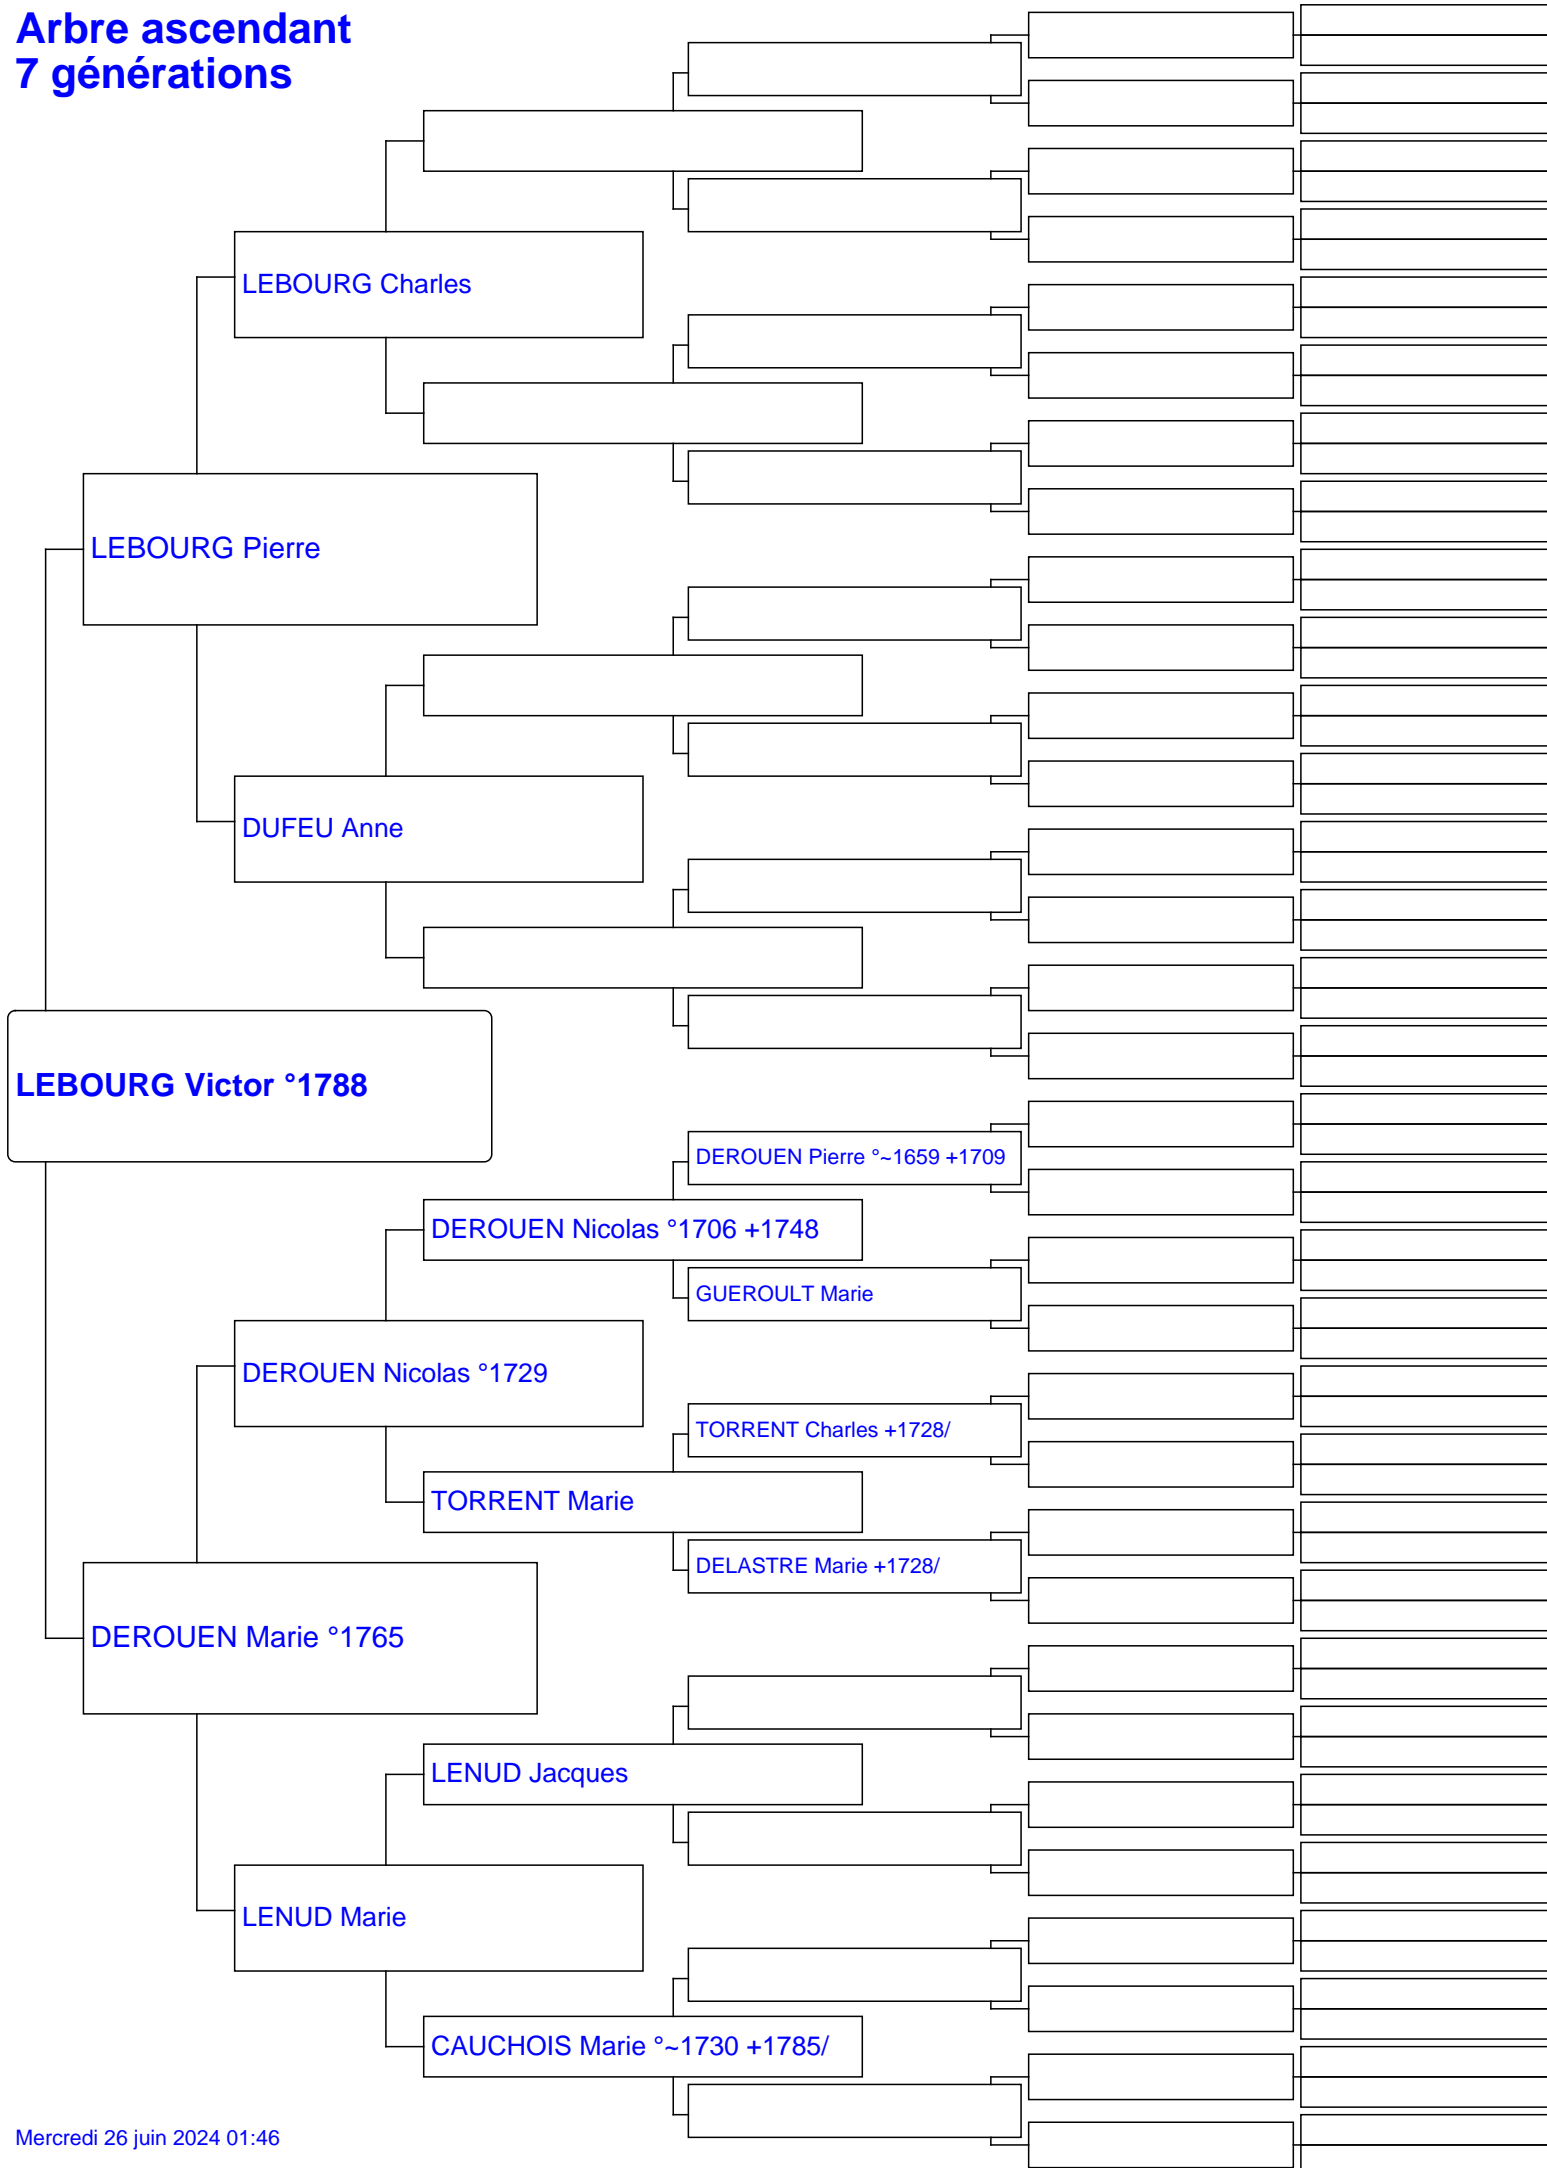 Arbre ascendant
7 générations
LEBOURG Charles
LEBOURG Pierre
DUFEU Anne
LEBOURG Victor °1788
DEROUEN Pierre °~1659 +1709
DEROUEN Nicolas °1706 +1748
GUEROULT Marie
DEROUEN Nicolas °1729
TORRENT Charles +1728/
TORRENT Marie
DELASTRE Marie +1728/
DEROUEN Marie °1765
LENUD Jacques
LENUD Marie
CAUCHOIS Marie °~1730 +1785/
Mercredi 26 juin 2024 01:46